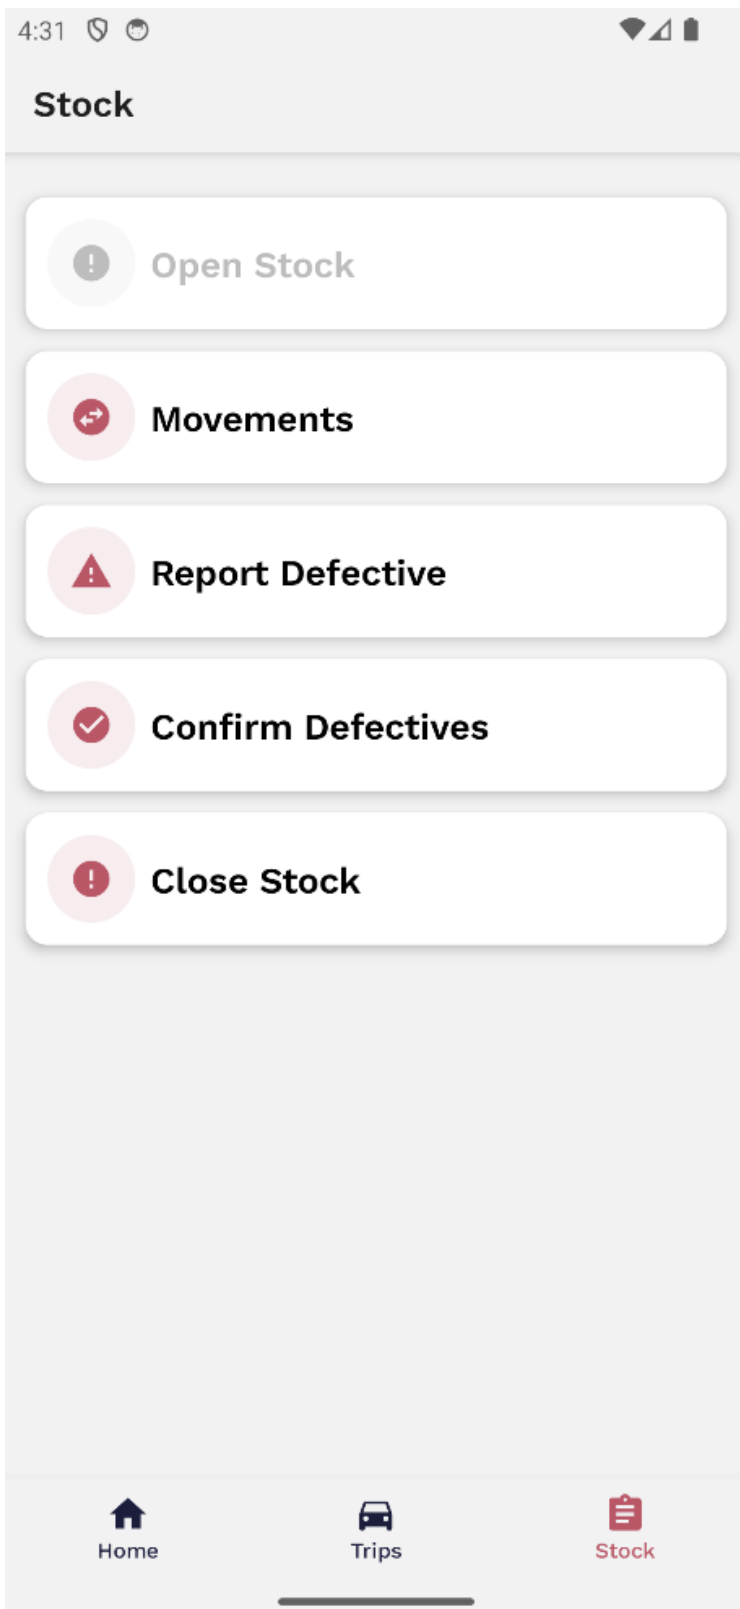 4:31
Stock
Open Stock
Movements
Report Defective
Confirm Defectives
Close Stock
Home
Trips
Stock